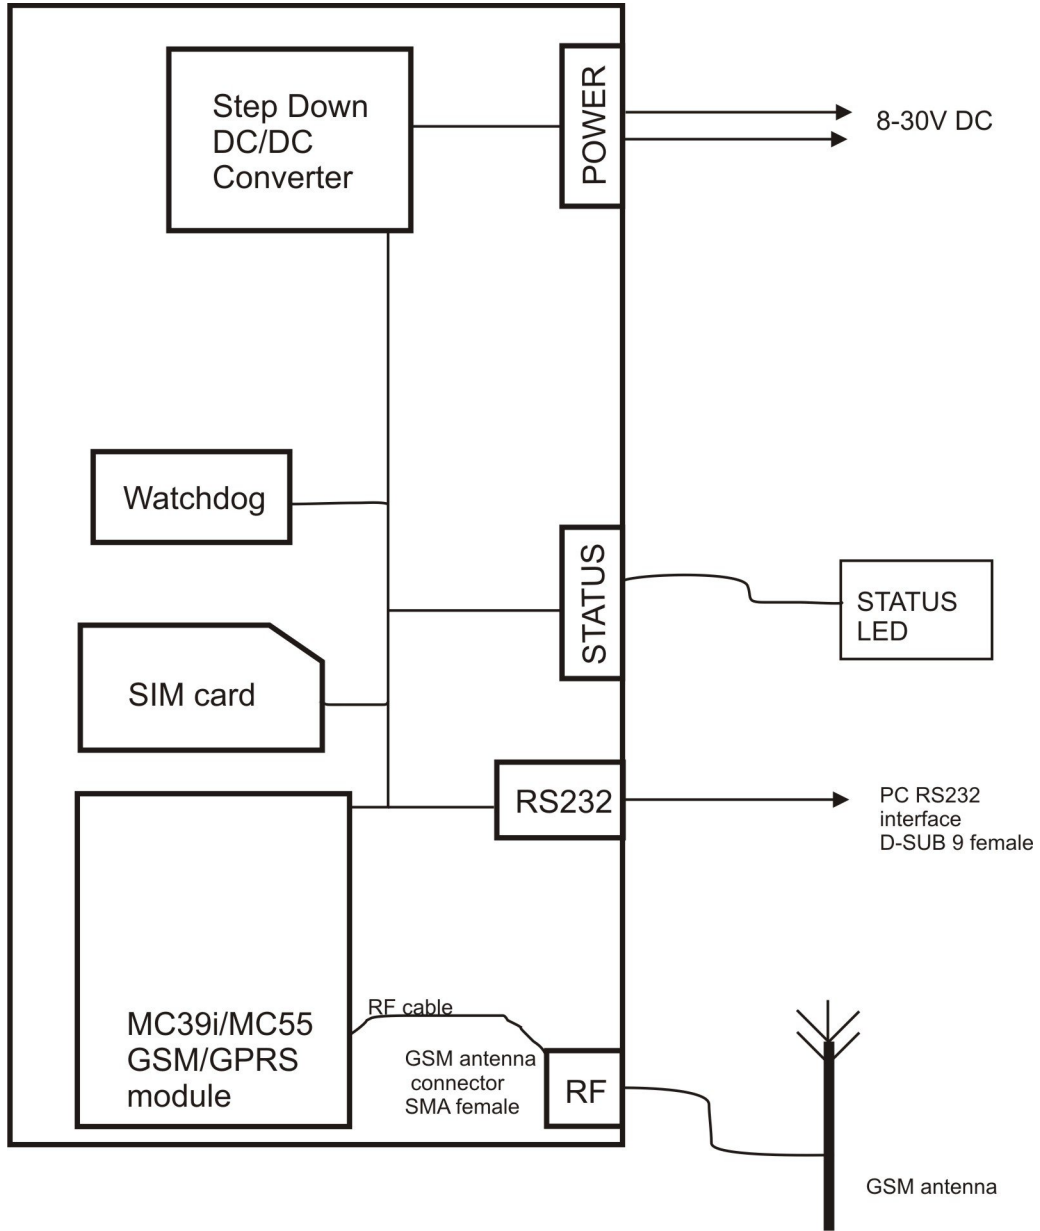 Step Down
DC/DC
Converter
POWER
8-30V DC
Watchdog
STATUS
STATUS
LED
SIM card
RS232
PC RS232
interface
D-SUB 9 female
MC39i/MC55
GSM/GPRS
module
RF cable
GSM antenna
connector
SMA female
RF
GSM antenna